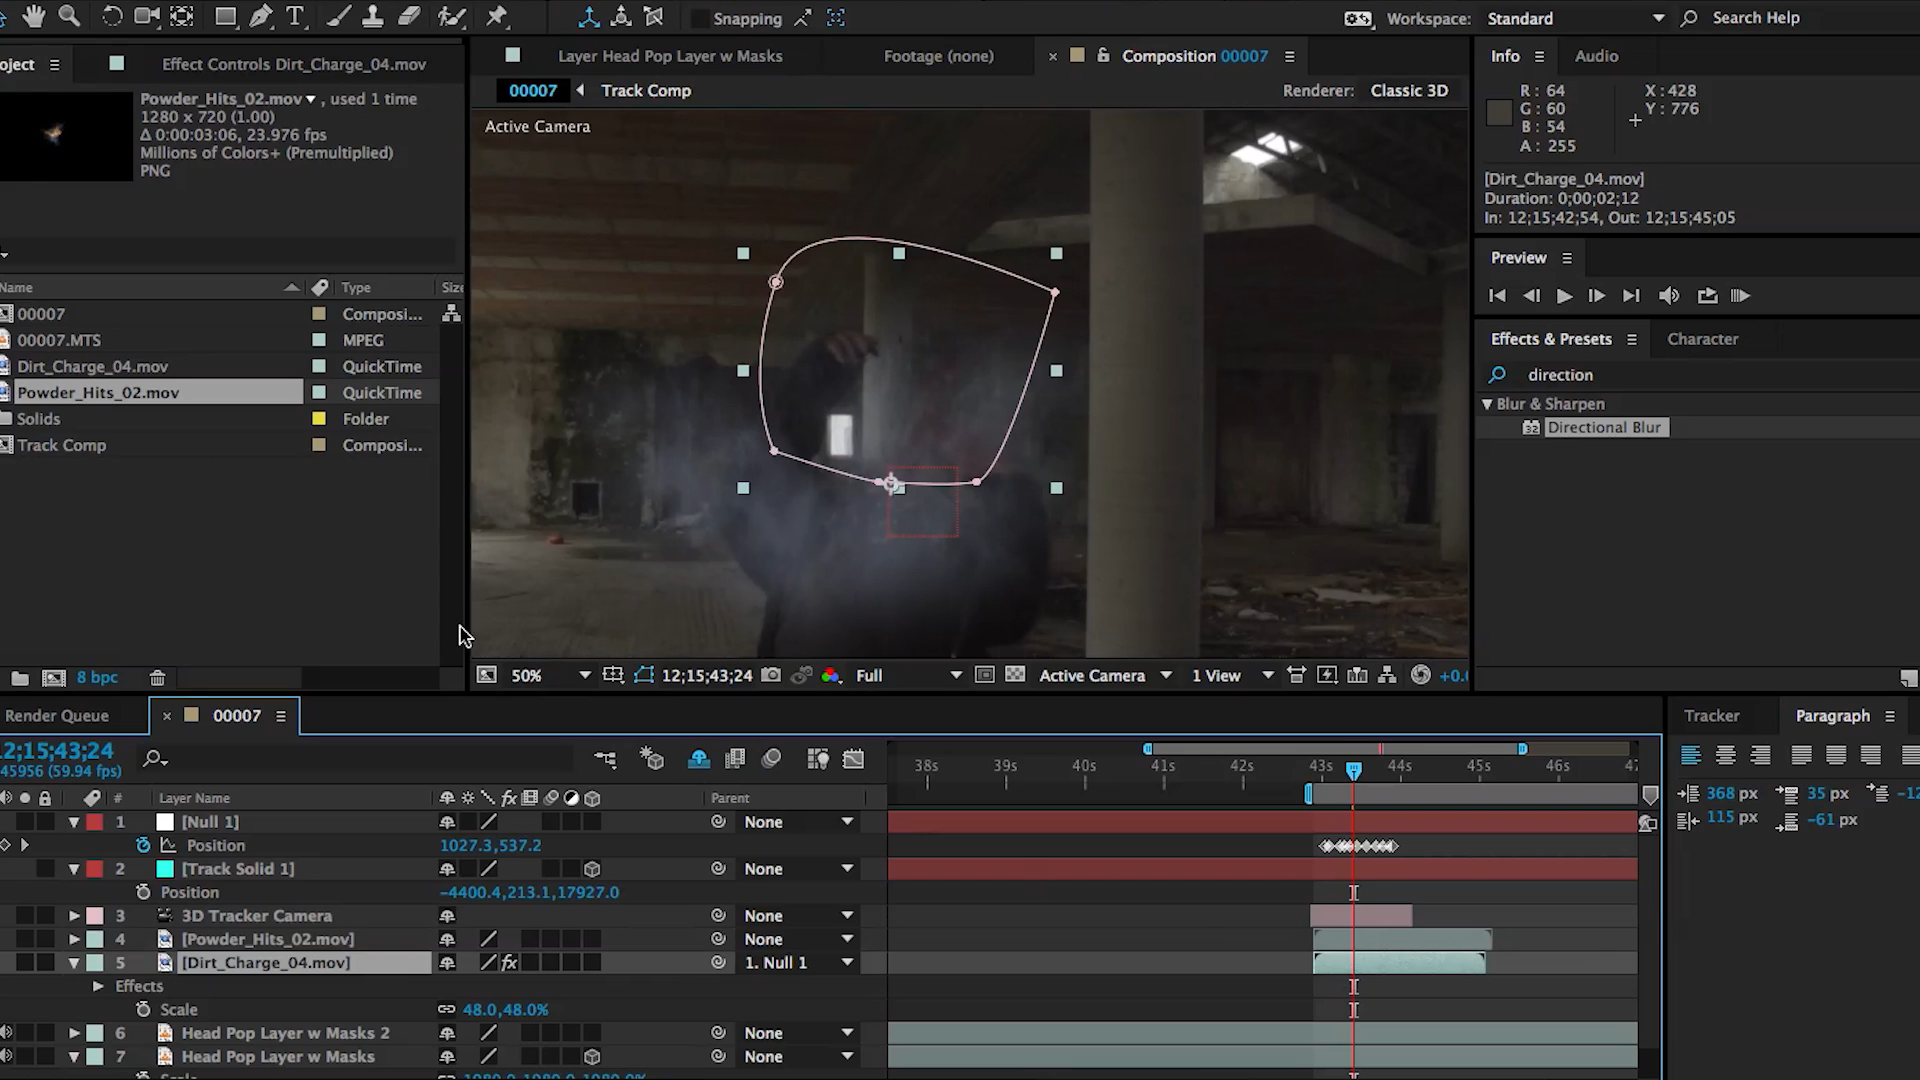 T
Snapping
Workspace: Standard
Search Help
oject
Effect Controls Dirt_Charge_04.mov
Layer Head Pop Layer w Masks
Footage (none)
× Composition 00007
Info
Audio
Powder_Hits_02.mov▼, used 1 time
1280 x 720 (1.00)
Δ 0:00:03:06, 23.976 fps
Millions of Colors+ (Premultiplied)
PNG
00007 Track Comp
Renderer: Classic 3D
Active Camera
R : 64
G : 60
B : 54
A : 255
X : 428
Y : 776
[Dirt_Charge_04.mov]
Duration: 0;00;02;12
In: 12;15;42;54, Out: 12;15;45;05
Preview
Effects & Presets
Character
direction
Blur & Sharpen
32 Directional Blur
Name
Type
Size
00007
Composi...
00007.MTS
MPEG
Dirt_Charge_04.mov
QuickTime
Powder_Hits_02.mov
QuickTime
Solids
Folder
Track Comp
Composi...
8 bpc
50%
12;15;43;24
Full
Active Camera
1 View
+0.0
Render Queue
× 00007
Tracker
Paragraph
12;15;43;24
45956 (59.94 fps)
38s 39s 40s 41s 42s 43s 44s 45s 46s 47
# Layer Name
fx
Parent
368 px
35 px
-12
115 px
-61 px
1 [Null 1]
None
Position
1027.3,537.2
2 [Track Solid 1]
None
Position
-4400.4,213.1,17927.0
3 3D Tracker Camera
None
4 [Powder_Hits_02.mov]
None
5 [Dirt_Charge_04.mov]
fx
1. Null 1
Effects
Scale
48.0,48.0%
6 Head Pop Layer w Masks 2
None
7 Head Pop Layer w Masks
None